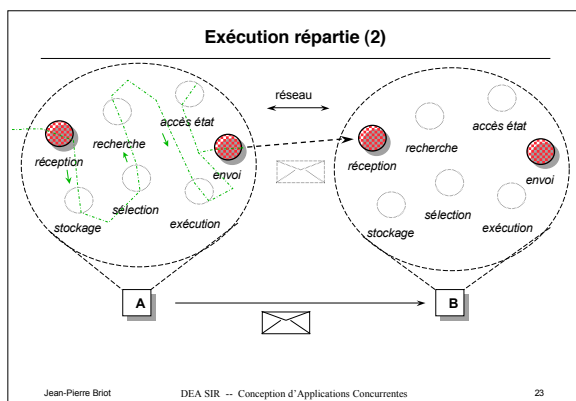 Exécution répartie (2)
réseau
accès état
recherche
réception
envoi
sélection
stockage
exécution
accès état
recherche
réception
envoi
sélection
stockage
exécution
A
B
Jean-Pierre Briot
DEA SIR -- Conception d'Applications Concurrentes
23